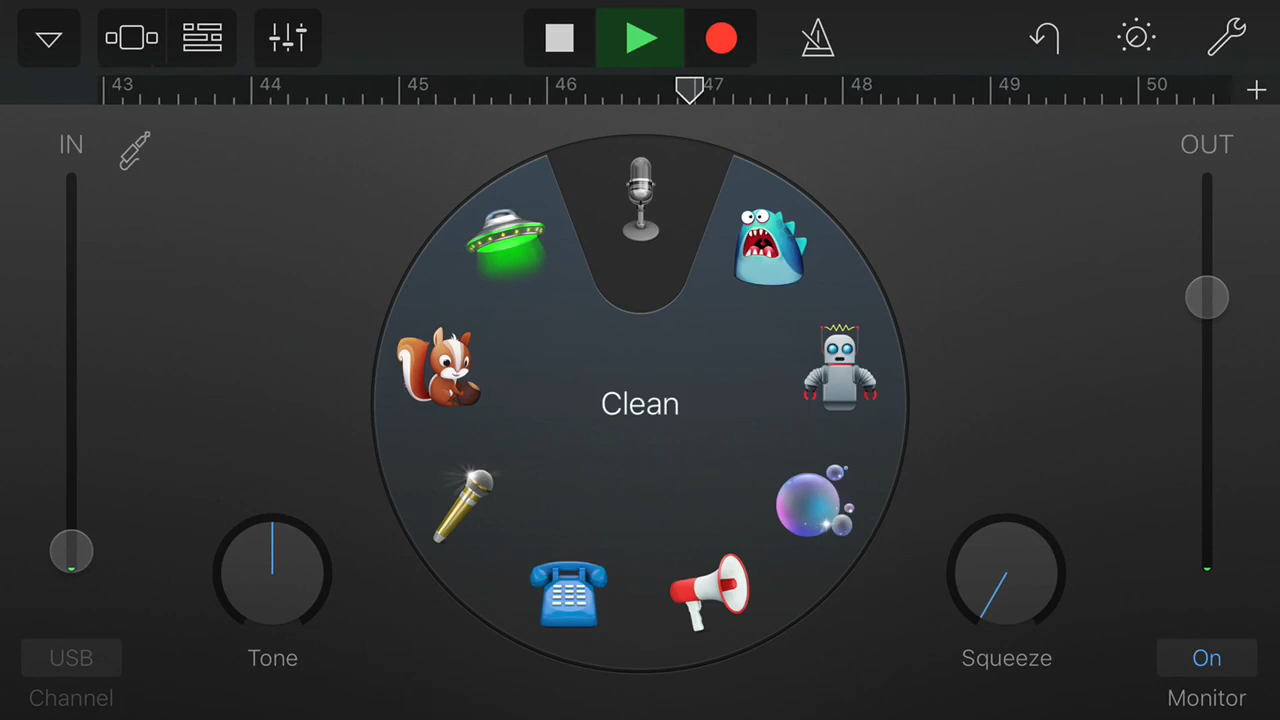 43 44 45 46 47 48 49 50
IN
OUT
Clean
Tone
Squeeze
USB
Channel
On
Monitor